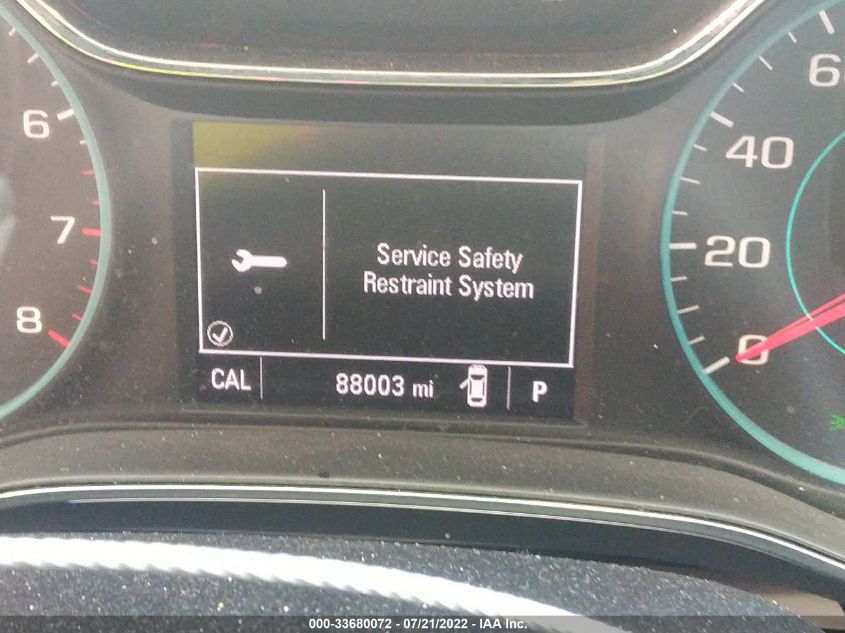 6
7
8
Service Safety
Restraint System
CAL
88003 mi
P
60
40
20
0
000-33680072 - 07/21/2022 - IAA Inc.